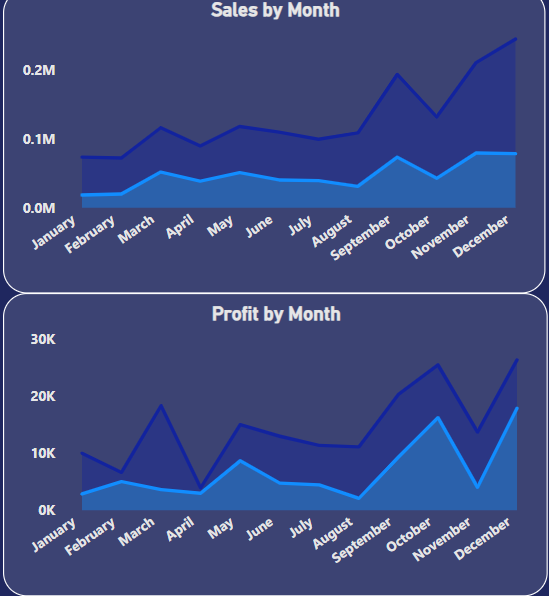 Sales by Month
0.2M
0.1M
0.0M
January February March April May June July August September October November December
Profit by Month
30K
20K
10K
0K
January February March April May June July August September October November December